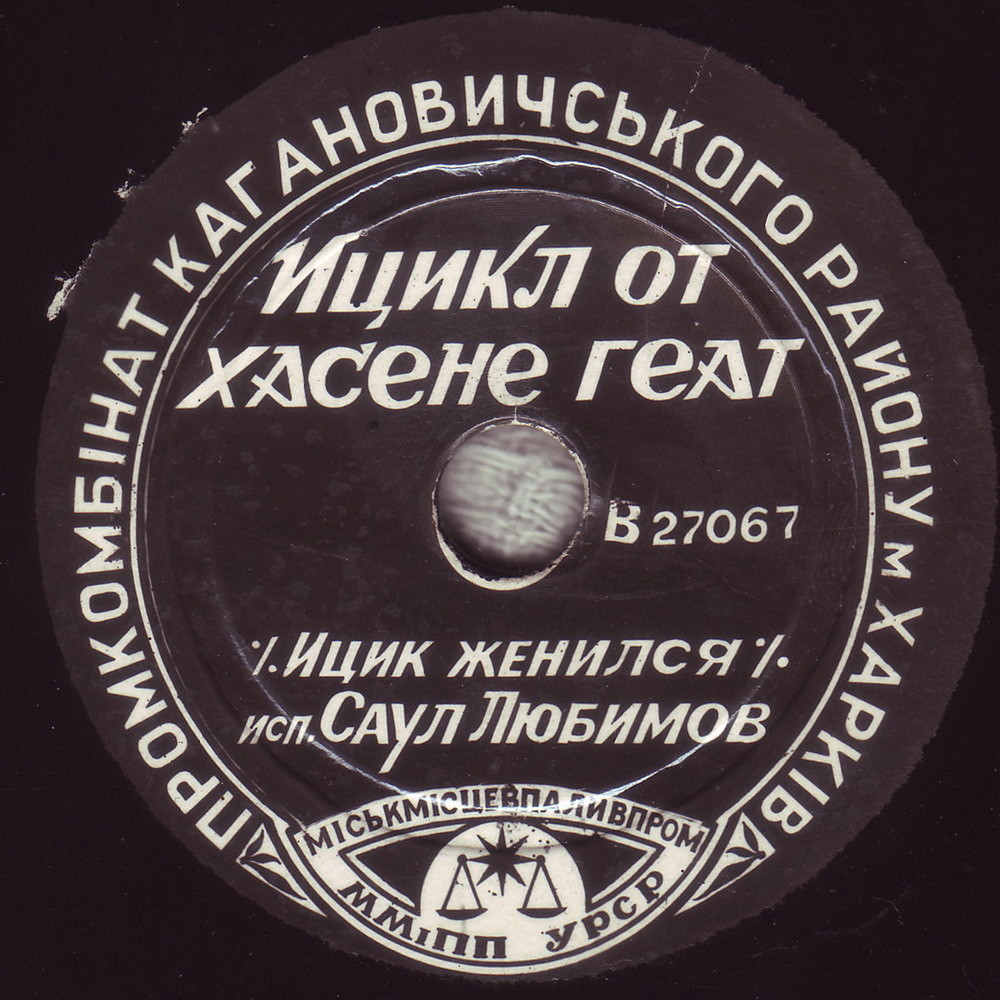 ПРОМКОМБІНАТ КАГАНОВИЧСЬКОГО РАЙОНУ м ХАРКІВ
Ицикл от
хасене геат
В 27067
·/. Ицик женился /.
исп. Саул Любимов
МІСЬКМІСЦЕВПАЛИВПРОМ
ММіПП УРСР